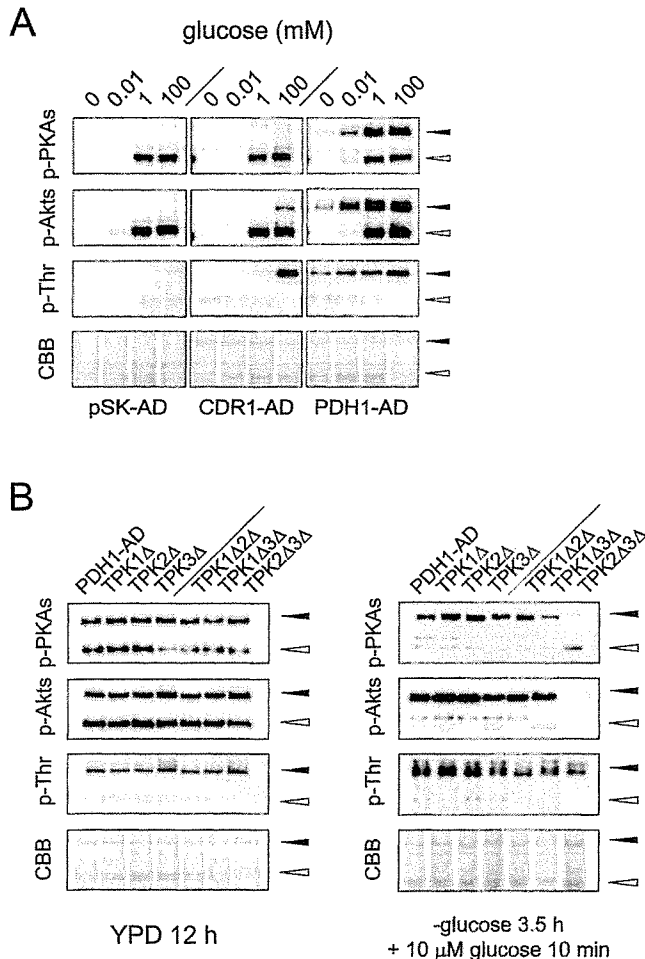 A
glucose (mM)
0 0.01 1 100 0 0.01 1 100 0 0.01 1 100
p-PKAs
p-Akts
p-Thr
CBB
pSK-AD CDR1-AD PDH1-AD
B
PDH1-AD TPK1Δ TPK2Δ TPK3Δ TPK1Δ2Δ TPK1Δ3Δ TPK2Δ3Δ
p-PKAs
p-Akts
p-Thr
CBB
YPD 12 h
PDH1-AD TPK1Δ TPK2Δ TPK3Δ TPK1Δ2Δ TPK1Δ3Δ TPK2Δ3Δ
p-PKAs
p-Akts
p-Thr
CBB
-glucose 3.5 h
+ 10 μM glucose 10 min